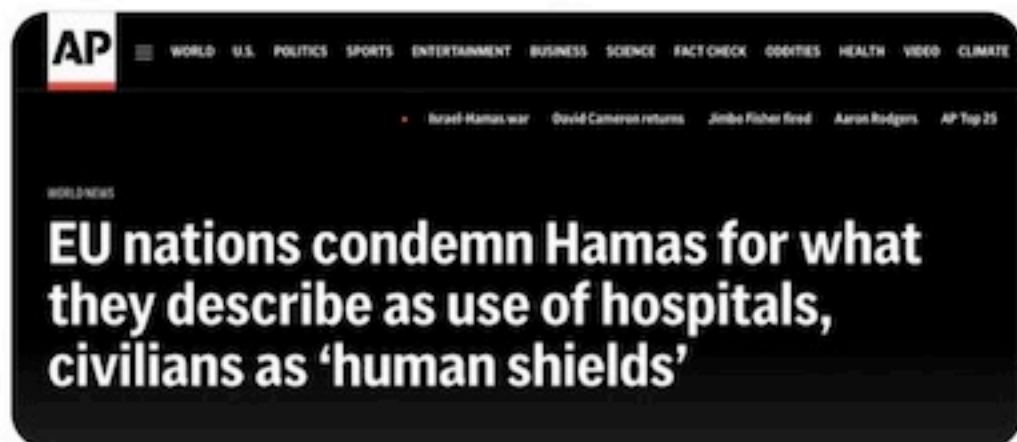 AP WORLD U.S. POLITICS SPORTS ENTERTAINMENT BUSINESS SCIENCE FACT CHECK ODDITIES HEALTH VIDEO CLIMATE
Israel-Hamas war David Cameron returns Jimbo Fisher fired Aaron Rodgers AP Top 25
WORLD NEWS
EU nations condemn Hamas for what
they describe as use of hospitals,
civilians as ‘human shields’